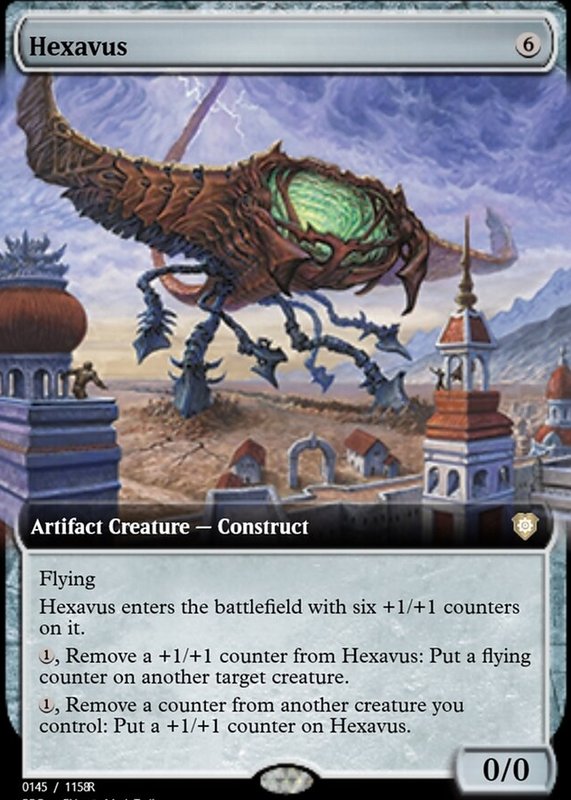 Hexavus
6
Artifact Creature — Construct
Flying
Hexavus enters the battlefield with six +1/+1 counters
on it.
1, Remove a +1/+1 counter from Hexavus: Put a flying
counter on another target creature.
1, Remove a counter from another creature you
control: Put a +1/+1 counter on Hexavus.
0/0
0145 / 1158R